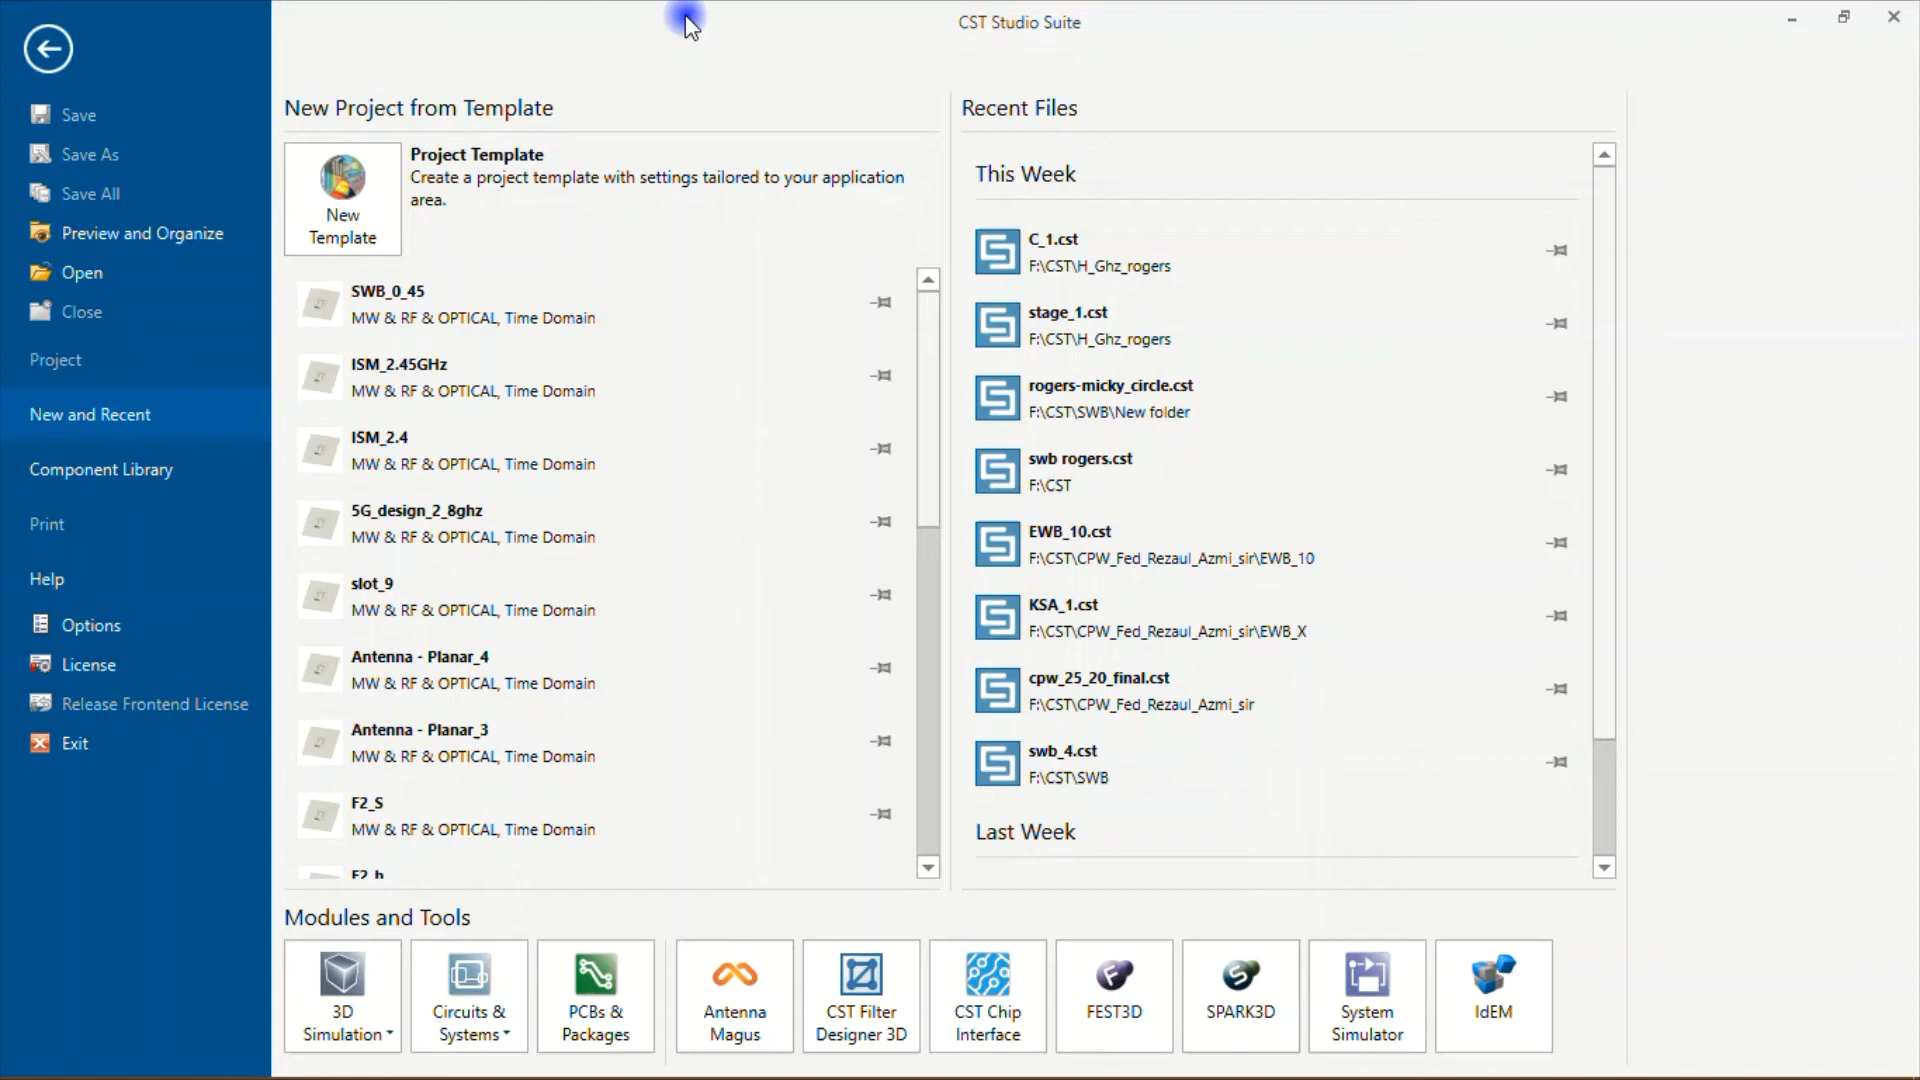 CST Studio Suite
Save
Save As
Save All
Preview and Organize
Open
Close
Project
New and Recent
Component Library
Print
Help
Options
License
Release Frontend License
Exit
New Project from Template
New
Template
Project Template
Create a project template with settings tailored to your application
area.
SWB_0_45
MW & RF & OPTICAL, Time Domain
ISM_2.45GHz
MW & RF & OPTICAL, Time Domain
ISM_2.4
MW & RF & OPTICAL, Time Domain
5G_design_2_8ghz
MW & RF & OPTICAL, Time Domain
slot_9
MW & RF & OPTICAL, Time Domain
Antenna - Planar_4
MW & RF & OPTICAL, Time Domain
Antenna - Planar_3
MW & RF & OPTICAL, Time Domain
F2_S
MW & RF & OPTICAL, Time Domain
F2_h
Recent Files
This Week
C_1.cst
F:\CST\H_Ghz_rogers
stage_1.cst
F:\CST\H_Ghz_rogers
rogers-micky_circle.cst
F:\CST\SWB\New folder
swb rogers.cst
F:\CST
EWB_10.cst
F:\CST\CPW_Fed_Rezaul_Azmi_sir\EWB_10
KSA_1.cst
F:\CST\CPW_Fed_Rezaul_Azmi_sir\EWB_X
cpw_25_20_final.cst
F:\CST\CPW_Fed_Rezaul_Azmi_sir
swb_4.cst
F:\CST\SWB
Last Week
Modules and Tools
3D
Simulation
Circuits &
Systems
PCBs &
Packages
Antenna
Magus
CST Filter
Designer 3D
CST Chip
Interface
FEST3D
SPARK3D
System
Simulator
IdEM